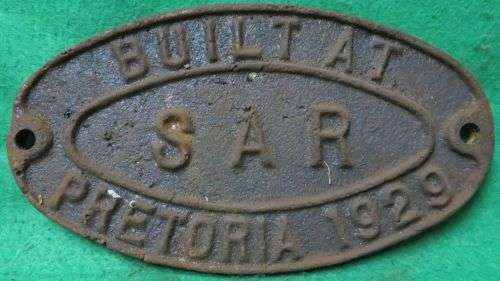 BUILT AT
SAR
PRETORIA 1929